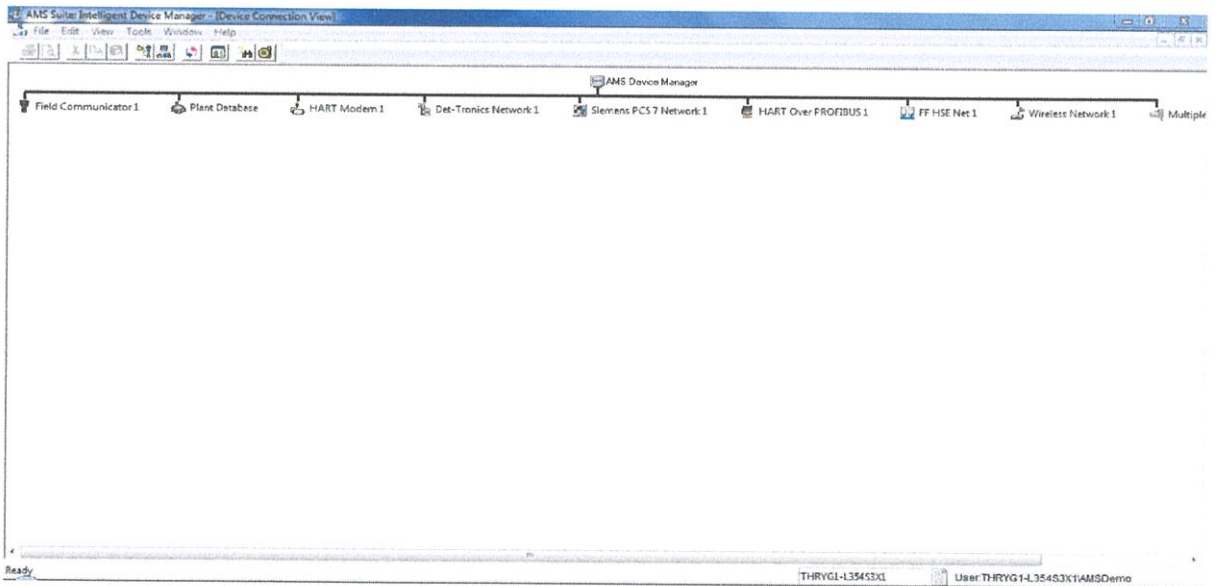 AMS Suite: Intelligent Device Manager - [Device Connection View]
File Edit View Tools Window Help
AMS Device Manager
Field Communicator 1 Plant Database HART Modem 1 Det-Tronics Network 1 Siemens PCS 7 Network 1 HART Over PROFIBUS 1 FF HSE Net 1 Wireless Network 1 Multiple
Ready THRYG1-L354S3X1 User:THRYG1-L354S3X1\AMSDemo